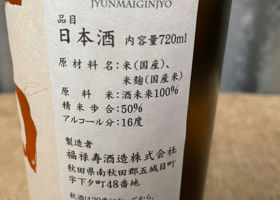 JYUNMAIGINJYO
品目
日本酒 内容量720ml
原材料名：米(国産)、
米麹(国産米)
原料米：酒未来100%
精米歩合：50%
アルコール分：16度
製造者
福禄寿酒造株式会社
秋田県南秋田郡五城目町
字下タ町48番地